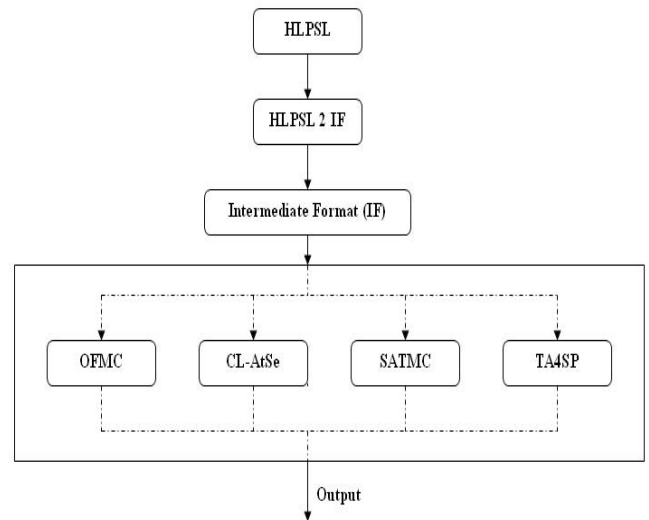 HLPSL
HLPSL 2 IF
Intermediate Format (IF)
OFMC
CL-AtSe
SATMC
TA4SP
Output